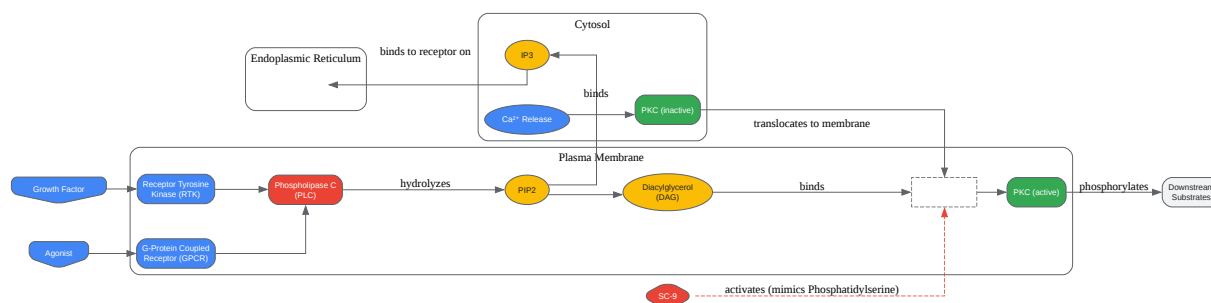 Cytosol
Endoplasmic Reticulum
binds to receptor on
IP3
binds
Ca²⁺ Release
PKC (inactive)
translocates to membrane
Plasma Membrane
Growth Factor
Receptor Tyrosine
Kinase (RTK)
Phospholipase C
(PLC)
hydrolyzes
PIP2
Diacylglycerol
(DAG)
binds
PKC (active)
phosphorylates
Downstream
Substrates
Agonist
G-Protein Coupled
Receptor (GPCR)
SC-9
activates (mimics Phosphatidylserine)